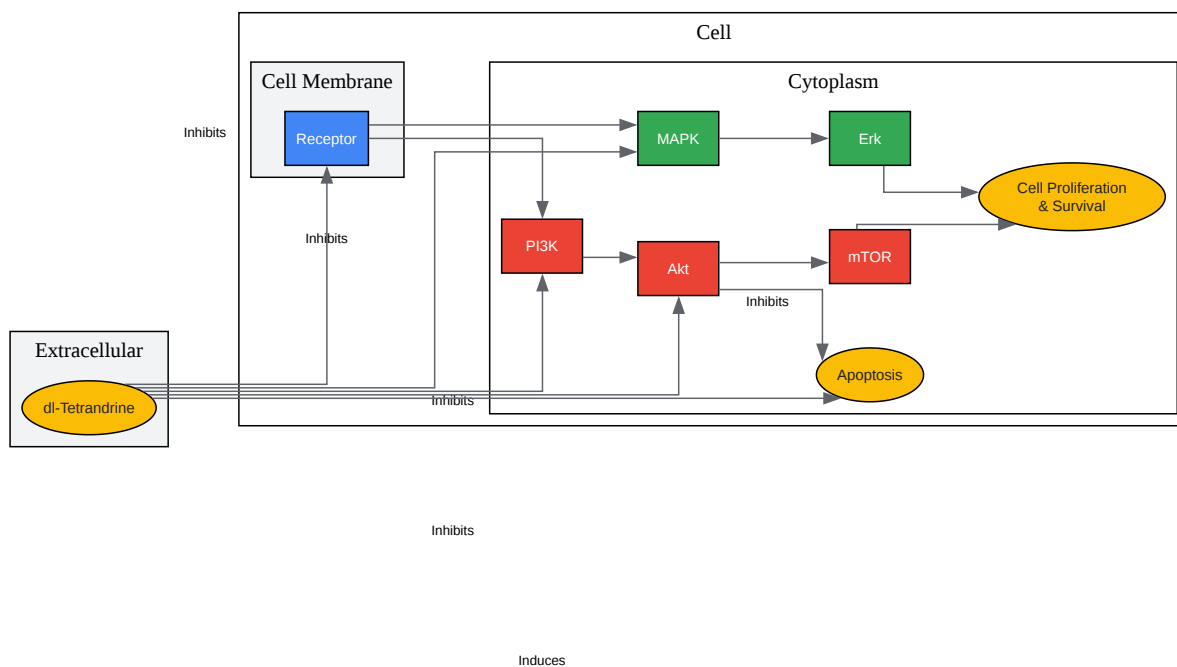 Cell
Cell Membrane
Cytoplasm
Inhibits
Receptor
MAPK
Erk
Cell Proliferation
& Survival
Inhibits
PI3K
Akt
mTOR
Inhibits
Extracellular
dl-Tetrandrine
Inhibits
Apoptosis
Inhibits
Induces